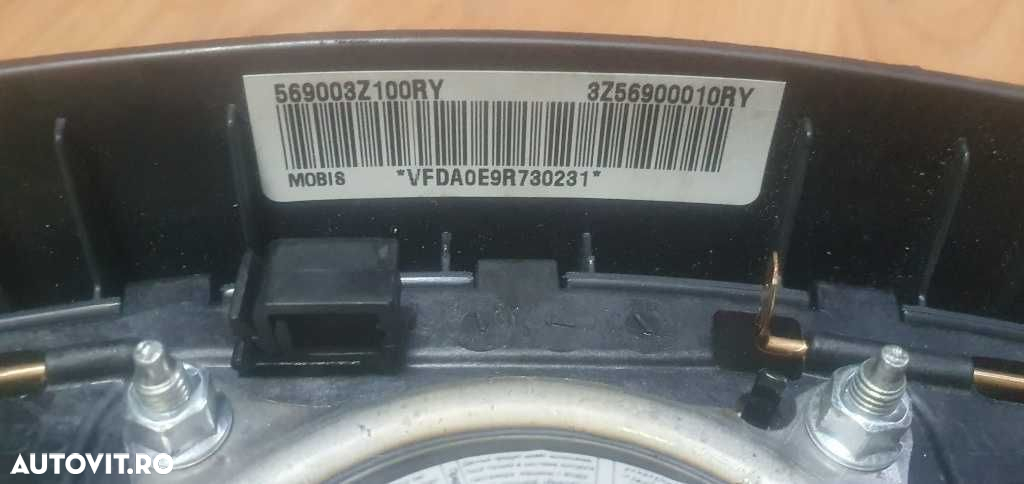 569003Z100RY 3Z56900010RY
MOBIS *VFDA0E9R730231*
AUTOVIT.RO